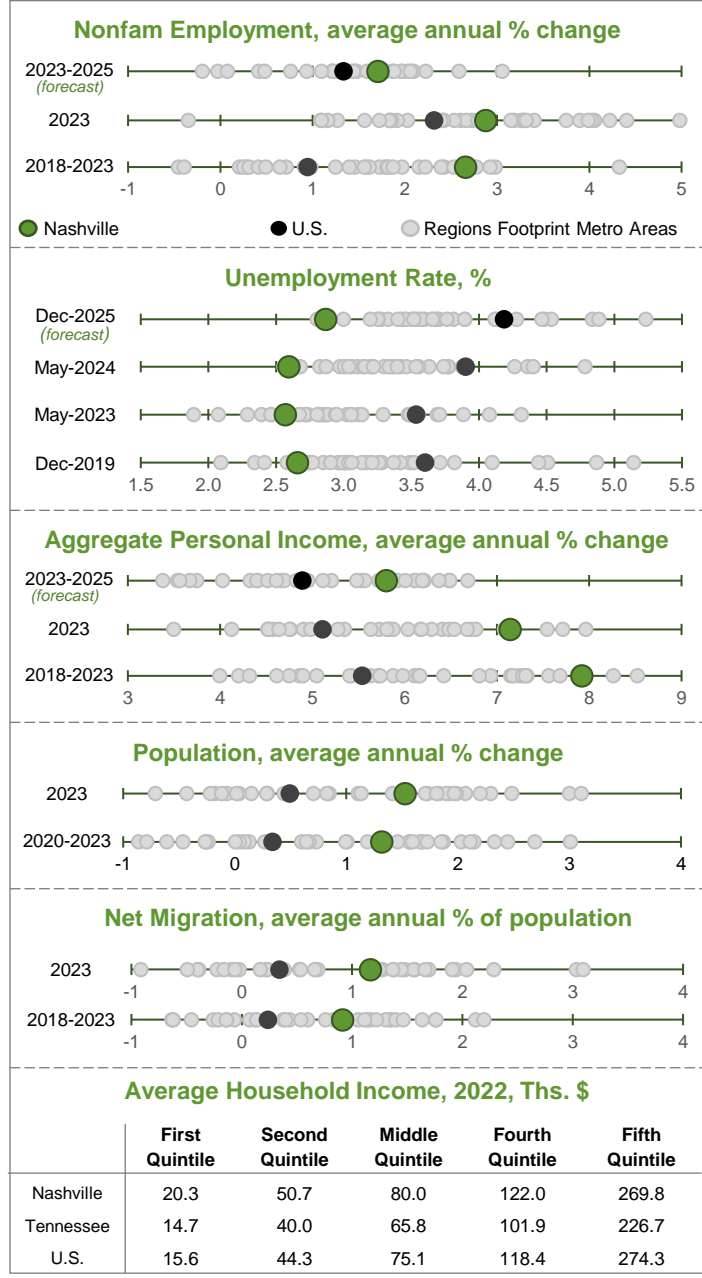 Nonfam Employment, average annual % change
2023-2025
(forecast)
2023
2018-2023
-1 0 1 2 3 4 5
Nashville U.S. Regions Footprint Metro Areas
Unemployment Rate, %
Dec-2025
(forecast)
May-2024
May-2023
Dec-2019
1.5 2.0 2.5 3.0 3.5 4.0 4.5 5.0 5.5
Aggregate Personal Income, average annual % change
2023-2025
(forecast)
2023
2018-2023
3 4 5 6 7 8 9
Population, average annual % change
2023
2020-2023
-1 0 1 2 3 4
Net Migration, average annual % of population
2023
-1 0 1 2 3 4
2018-2023
-1 0 1 2 3 4
Average Household Income, 2022, Ths. $
First Second Middle Fourth Fifth
Quintile Quintile Quintile Quintile Quintile
Nashville 20.3 50.7 80.0 122.0 269.8
Tennessee 14.7 40.0 65.8 101.9 226.7
U.S. 15.6 44.3 75.1 118.4 274.3